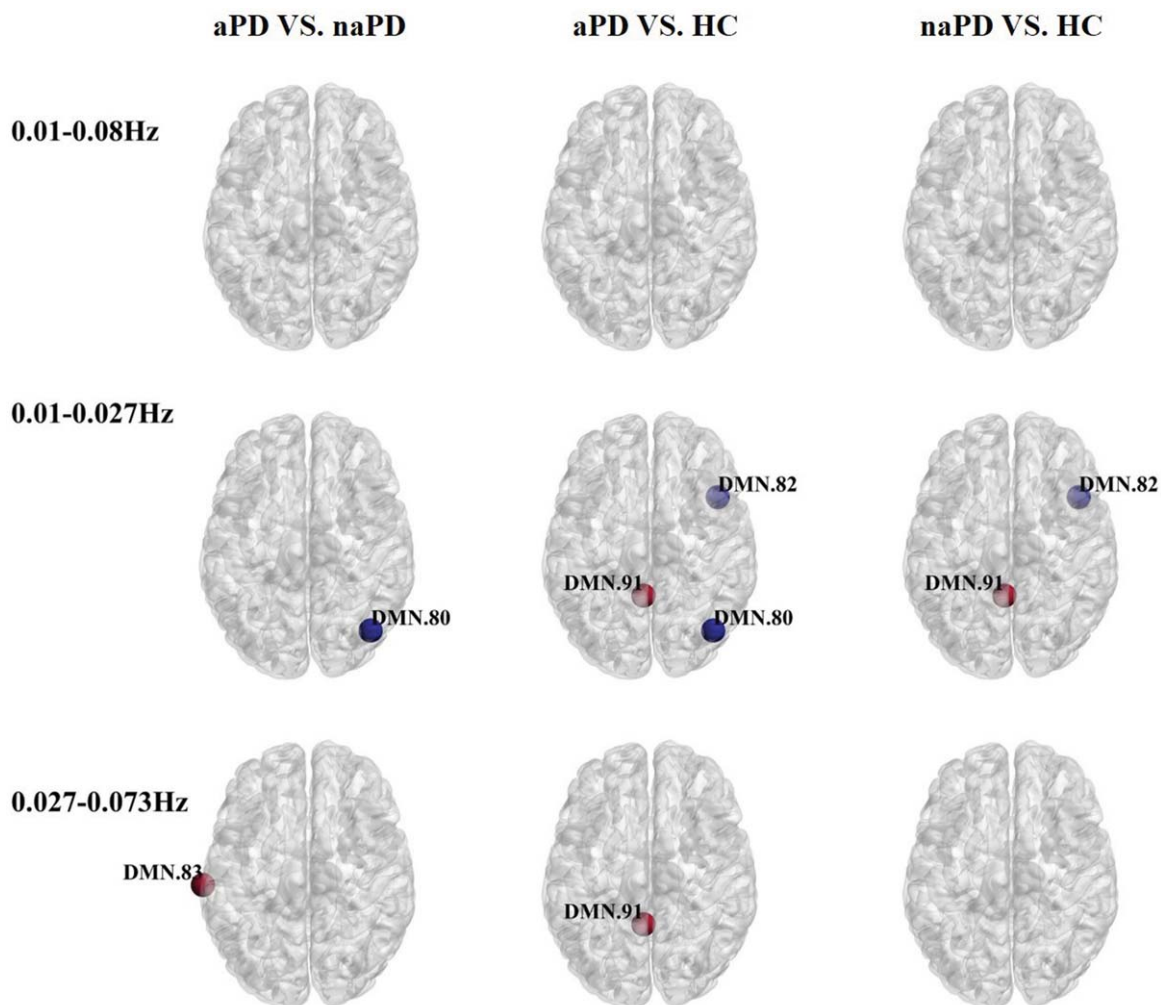 aPD VS. naPD
aPD VS. HC
naPD VS. HC
0.01-0.08Hz
0.01-0.027Hz
DMN.82
DMN.82
DMN.91
DMN.91
DMN.80
DMN.80
0.027-0.073Hz
DMN.83
DMN.91